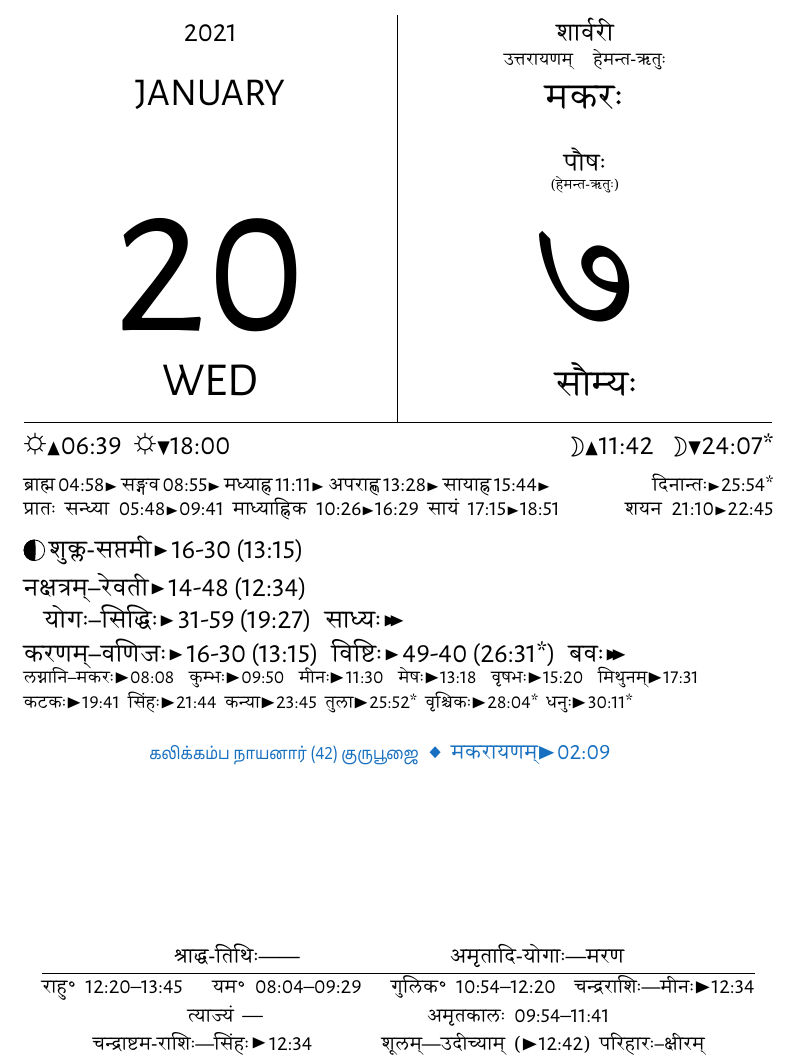 2021
JANUARY
20
WED
शार्वरी
उत्तरायणम् हेमन्त-ऋतुः
मकरः
पौषः
(हेमन्त-ऋतुः)
७
सौम्यः
☼▲06:39 ☼▼18:00 ☽▲11:42 ☽▼24:07*
ब्राह्म 04:58► सङ्गव 08:55► मध्याह्न 11:11► अपराह्ण 13:28► सायाह्न 15:44► दिनान्तः►25:54*
प्रातः सन्ध्या 05:48►09:41 माध्याह्निक 10:26►16:29 सायं 17:15►18:51 शयन 21:10►22:45
शुक्ल-सप्तमी►16-30 (13:15)
नक्षत्रम्–रेवती►14-48 (12:34)
योगः–सिद्धिः►31-59 (19:27) साध्यः►►
करणम्–वणिजः►16-30 (13:15) विष्टिः►49-40 (26:31*) बवः►►
लग्नानि–मकरः►08:08 कुम्भः►09:50 मीनः►11:30 मेषः►13:18 वृषभः►15:20 मिथुनम्►17:31
कटकः►19:41 सिंहः►21:44 कन्या►23:45 तुला►25:52* वृश्चिकः►28:04* धनुः►30:11*
கலிக்கம்ப நாயனார் (42) குருபூஜை ◆ मकरायणम्►02:09
श्राद्ध-तिथिः—— अमृतादि-योगाः—मरण
राहु° 12:20–13:45 यम° 08:04–09:29 गुलिक° 10:54–12:20 चन्द्रराशिः—मीनः►12:34
त्याज्यं — अमृतकालः 09:54–11:41
चन्द्राष्टम-राशिः—सिंहः►12:34 शूलम्—उदीच्याम् (►12:42) परिहारः–क्षीरम्